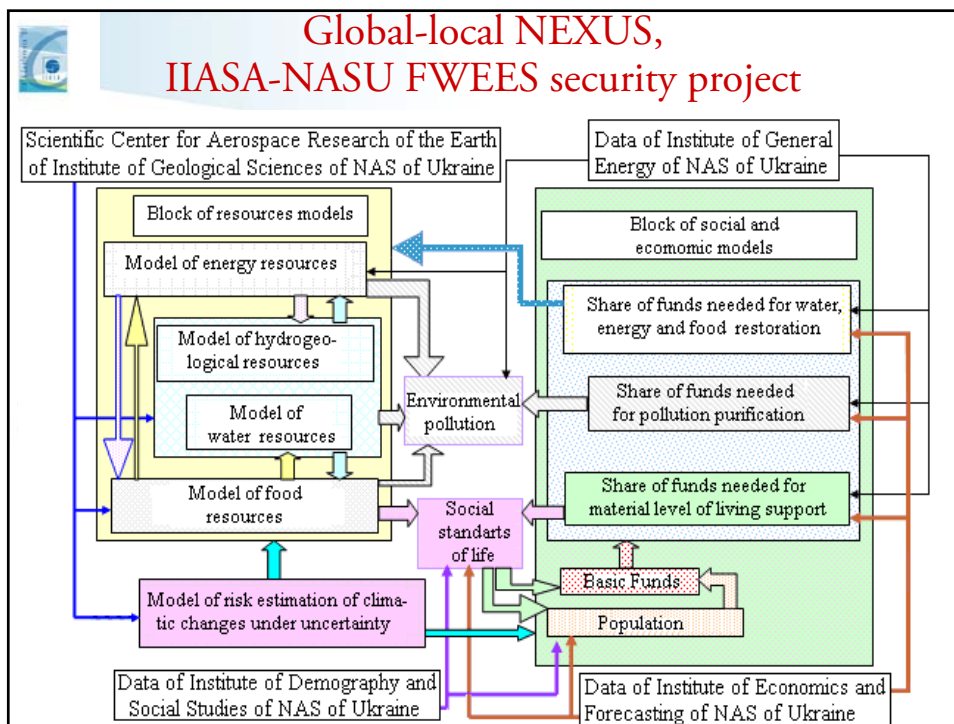 Global-local NEXUS,
IIASA-NASU FWEES security project
Scientific Center for Aerospace Research of the Earth
of Institute of Geological Sciences of NAS of Ukraine
Data of Institute of General
Energy of NAS of Ukraine
Block of resources models
Model of energy resources
Model of hydrogeo-
logical resources
Model of
water resources
Model of food
resources
Environmental
pollution
Social
standarts
of life
Block of social and
economic models
Share of funds needed for water,
energy and food restoration
Share of funds needed
for pollution purification
Share of funds needed for
material level of living support
Basic Funds
Population
Model of risk estimation of clima-
tic changes under uncertainty
Data of Institute of Demography and
Social Studies of NAS of Ukraine
Data of Institute of Economics and
Forecasting of NAS of Ukraine